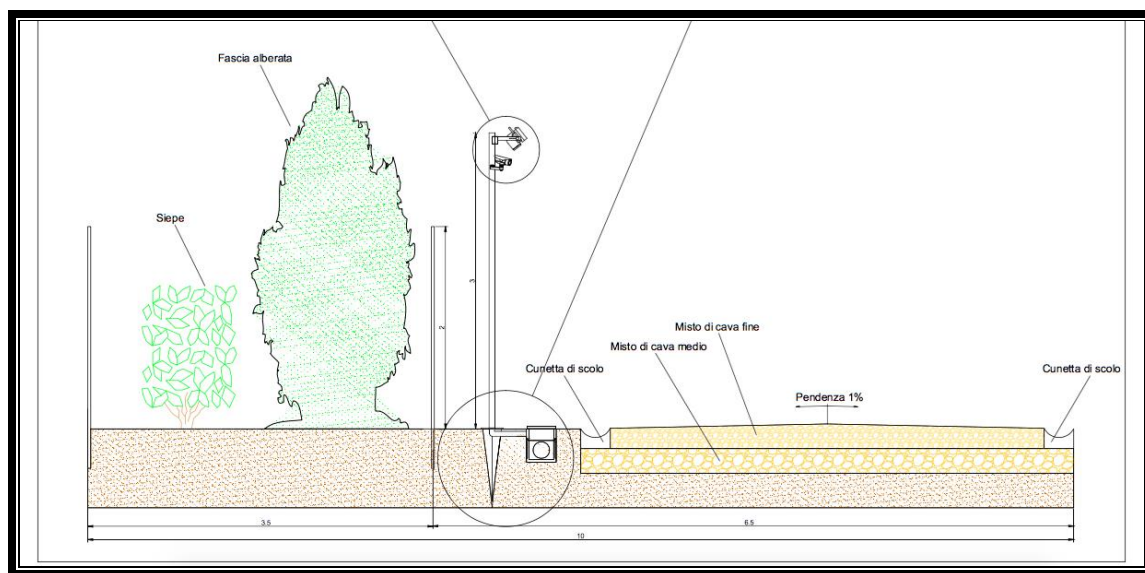 Fascia alberata
Siepe
3
2
Misto di cava fine
Misto di cava medio
Cunetta di scolo
Cunetta di scolo
Pendenza 1%
3.5
6.5
10